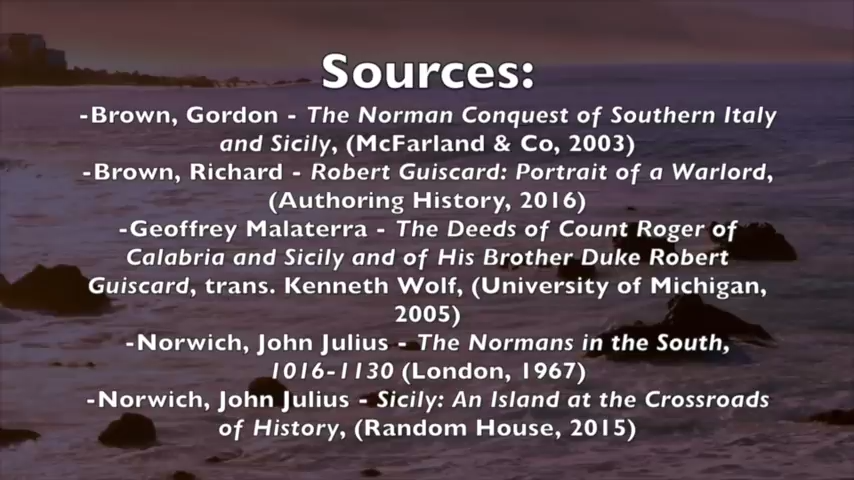 Sources:
-Brown, Gordon - The Norman Conquest of Southern Italy
and Sicily, (McFarland & Co, 2003)
-Brown, Richard - Robert Guiscard: Portrait of a Warlord,
(Authoring History, 2016)
-Geoffrey Malaterra - The Deeds of Count Roger of
Calabria and Sicily and of His Brother Duke Robert
Guiscard, trans. Kenneth Wolf, (University of Michigan,
2005)
-Norwich, John Julius - The Normans in the South,
1016-1130 (London, 1967)
-Norwich, John Julius - Sicily: An Island at the Crossroads
of History, (Random House, 2015)